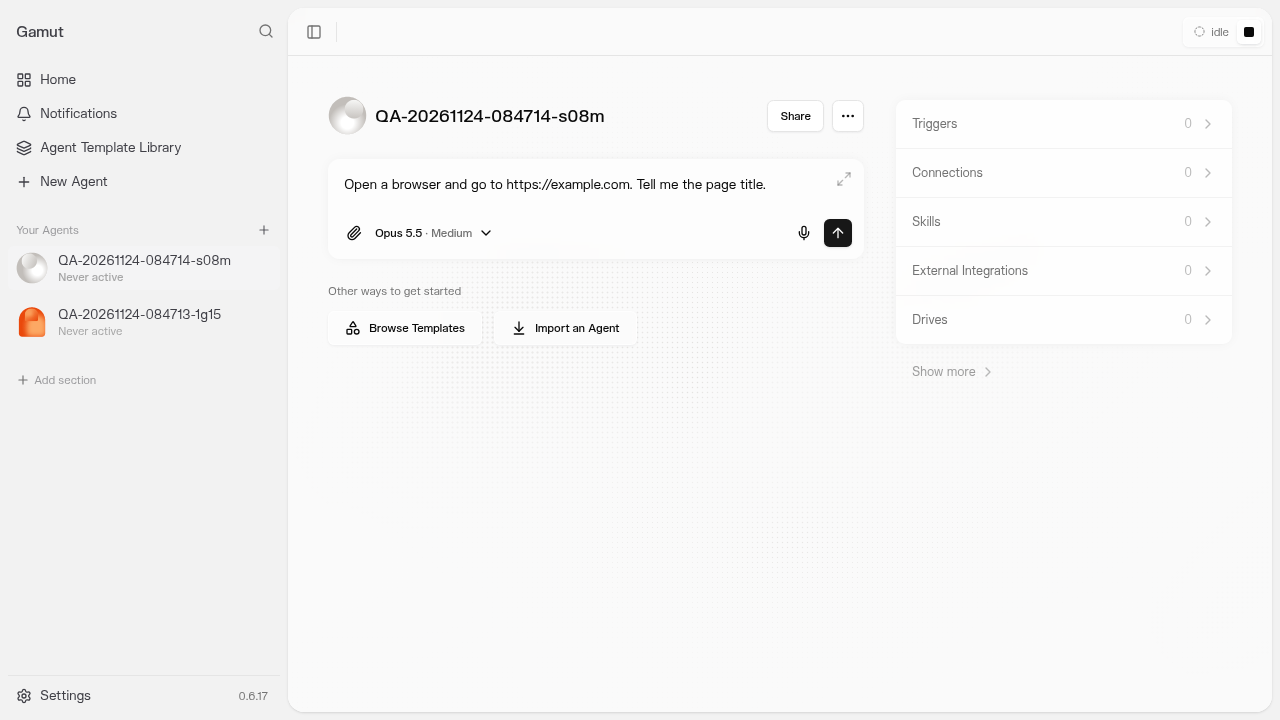 Gamut
Home
Notifications
Agent Template Library
New Agent
Your Agents
QA-20261124-084714-s08m
Never active
QA-20261124-084713-1g15
Never active
Add section
Settings
0.6.17
idle
QA-20261124-084714-s08m
Share
Open a browser and go to https://example.com. Tell me the page title.
Opus 5.5 · Medium
Other ways to get started
Browse Templates
Import an Agent
Triggers 0
Connections 0
Skills 0
External Integrations 0
Drives 0
Show more